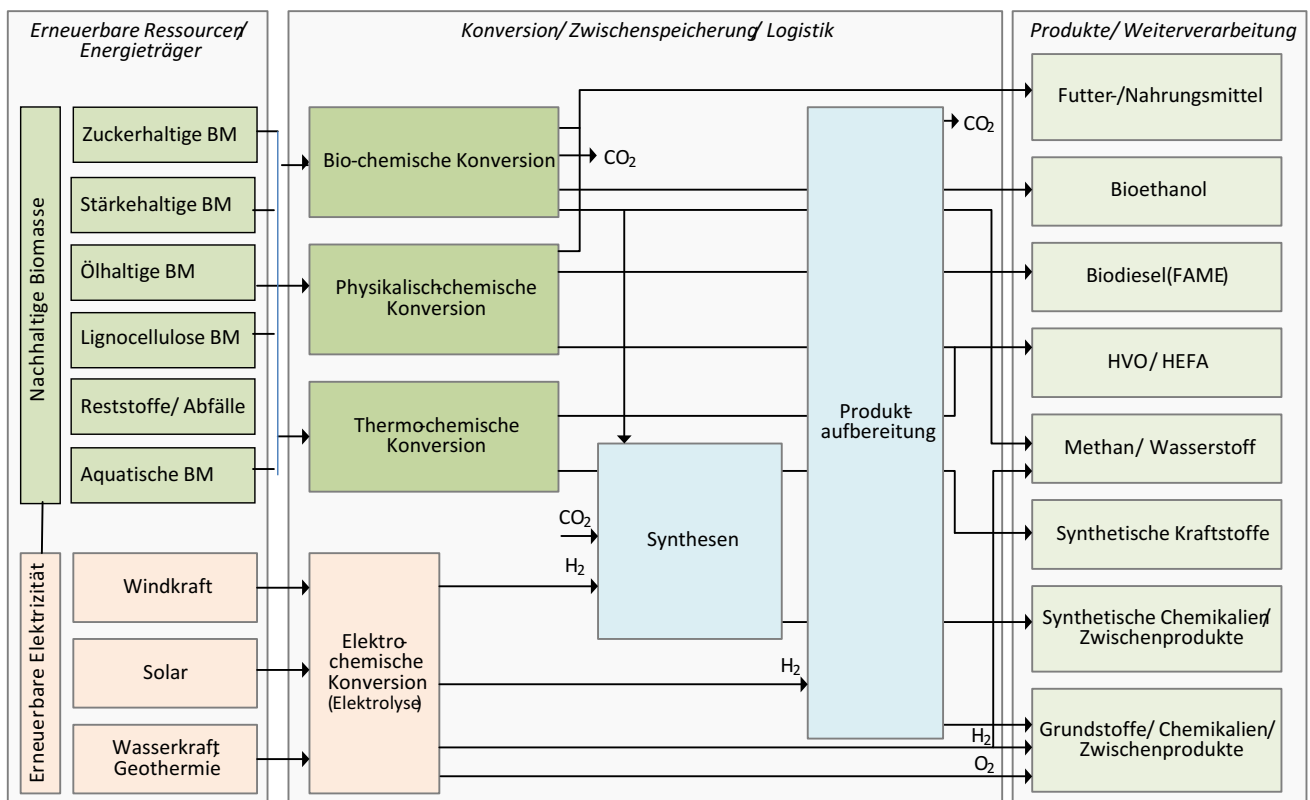 Erneuerbare Ressourcen/
Energieträger
Nachhaltige Biomasse
Zuckerhaltige BM
Stärkehaltige BM
Ölhaltige BM
Lignocellulose BM
Reststoffe/ Abfälle
Aquatische BM
Erneuerbare Elektrizität
Windkraft
Solar
Wasserkraft,
Geothermie
Konversion/ Zwischenspeicherung/ Logistik
Bio-chemische Konversion
CO2
Physikalisch-chemische
Konversion
Thermo-chemische
Konversion
Elektro-
chemische
Konversion
(Elektrolyse)
CO2
H2
Synthesen
H2
Produkt-
aufbereitung
CO2
H2
O2
Produkte/ Weiterverarbeitung
Futter-/Nahrungsmittel
Bioethanol
Biodiesel(FAME)
HVO/ HEFA
Methan/ Wasserstoff
Synthetische Kraftstoffe
Synthetische Chemikalien/
Zwischenprodukte
Grundstoffe/ Chemikalien/
Zwischenprodukte